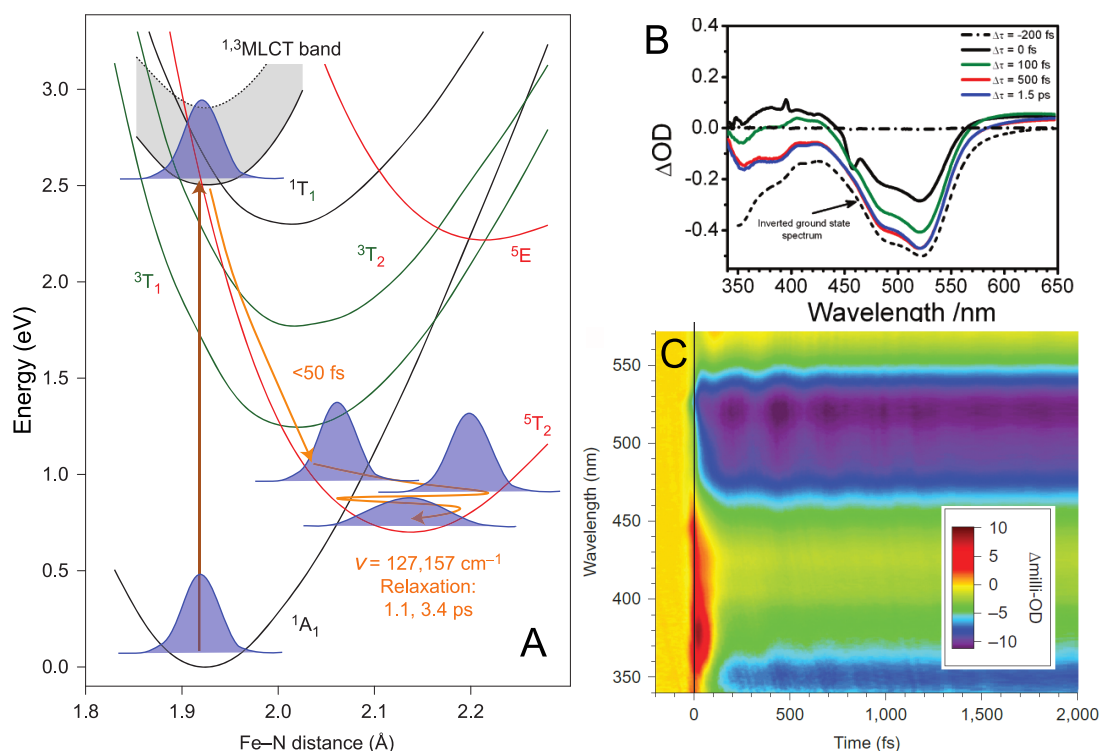 1,3MLCT band
3.0
2.5
2.0
1.5
1.0
0.5
0.0
Energy (eV)
¹T₁
³T₂
³T₁
⁵E
<50 fs
⁵T₂
ν = 127,157 cm⁻¹
Relaxation:
1.1, 3.4 ps
¹A₁
A
1.8 1.9 2.0 2.1 2.2
Fe–N distance (Å)
B
0.4
0.2
0.0
-0.2
-0.4
ΔOD
Δτ = -200 fs
Δτ = 0 fs
Δτ = 100 fs
Δτ = 500 fs
Δτ = 1.5 ps
Inverted ground state
spectrum
350 400 450 500 550 600 650
Wavelength /nm
C
550
500
450
400
350
Wavelength (nm)
10
5
0
−5
−10
Δmilli-OD
0 500 1,000 1,500 2,000
Time (fs)